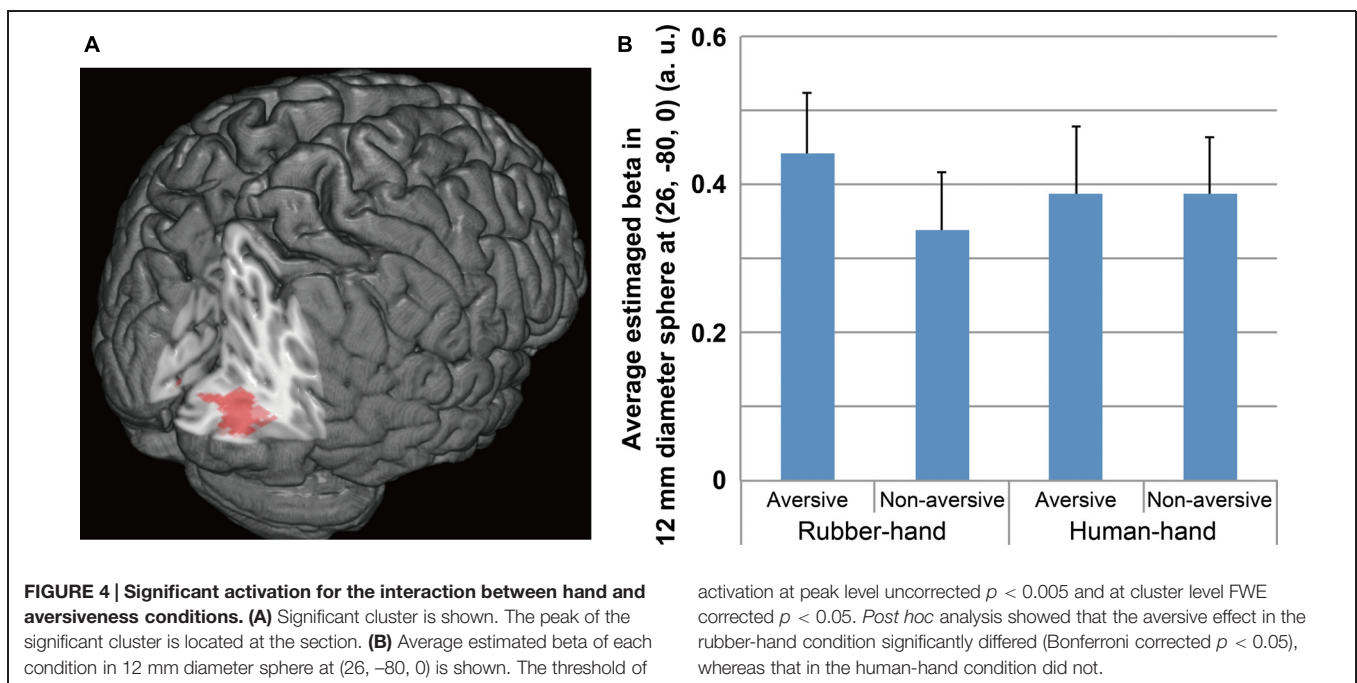 A
B
Average estimaged beta in
12 mm diameter sphere at (26, -80, 0) (a. u.)
0.6
0.4
0.2
0
Aversive Non-aversive Aversive Non-aversive
Rubber-hand Human-hand
FIGURE 4 | Significant activation for the interaction between hand and
aversiveness conditions. (A) Significant cluster is shown. The peak of the
significant cluster is located at the section. (B) Average estimated beta of each
condition in 12 mm diameter sphere at (26, –80, 0) is shown. The threshold of
activation at peak level uncorrected p < 0.005 and at cluster level FWE
corrected p < 0.05. Post hoc analysis showed that the aversive effect in the
rubber-hand condition significantly differed (Bonferroni corrected p < 0.05),
whereas that in the human-hand condition did not.